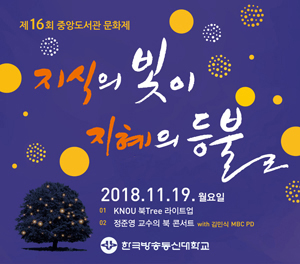 제16회 중앙도서관 문화제
지식의 빛이
지혜의 등불로
2018.11.19. 월요일
01 KNOU 북Tree 라이트업
02 정준영 교수의 북 콘서트 with 김민식 MBC PD
한국방송통신대학교